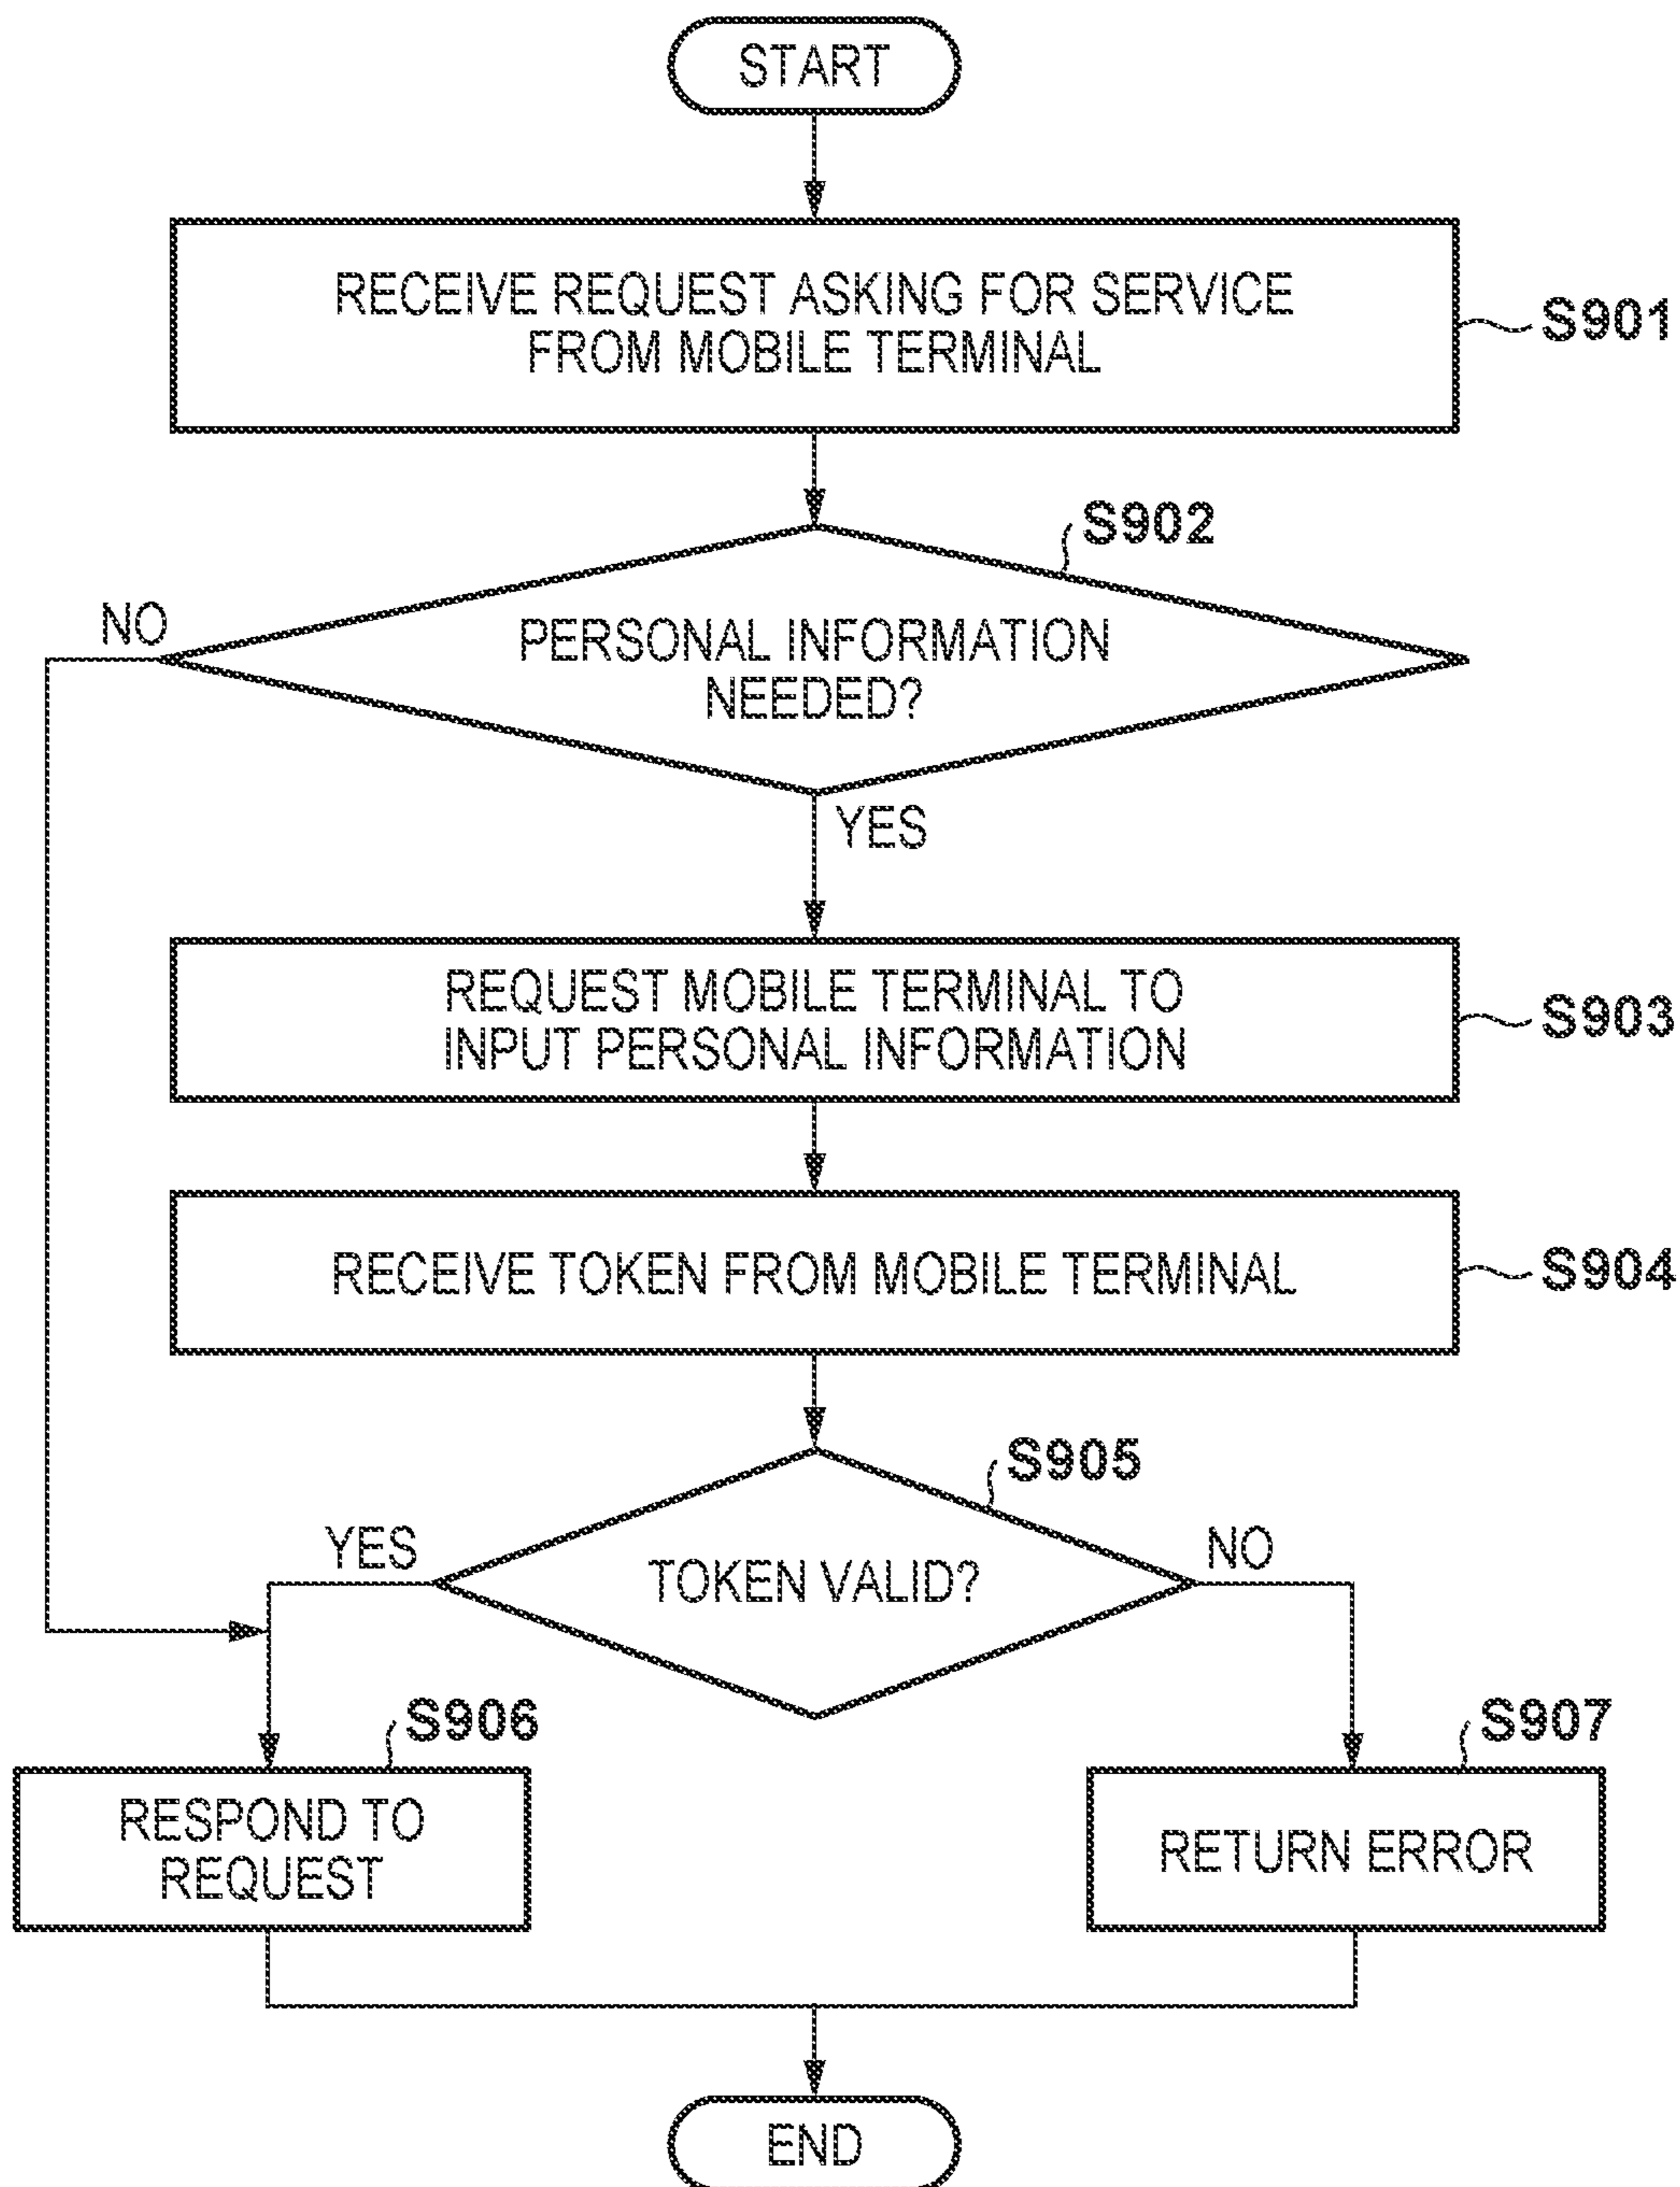 START
RECEIVE REQUEST ASKING FOR SERVICE
FROM MOBILE TERMINAL
S901
S902
NO
PERSONAL INFORMATION
NEEDED?
YES
REQUEST MOBILE TERMINAL TO
INPUT PERSONAL INFORMATION
S903
RECEIVE TOKEN FROM MOBILE TERMINAL
S904
S905
YES
TOKEN VALID?
NO
S906
RESPOND TO
REQUEST
S907
RETURN ERROR
END